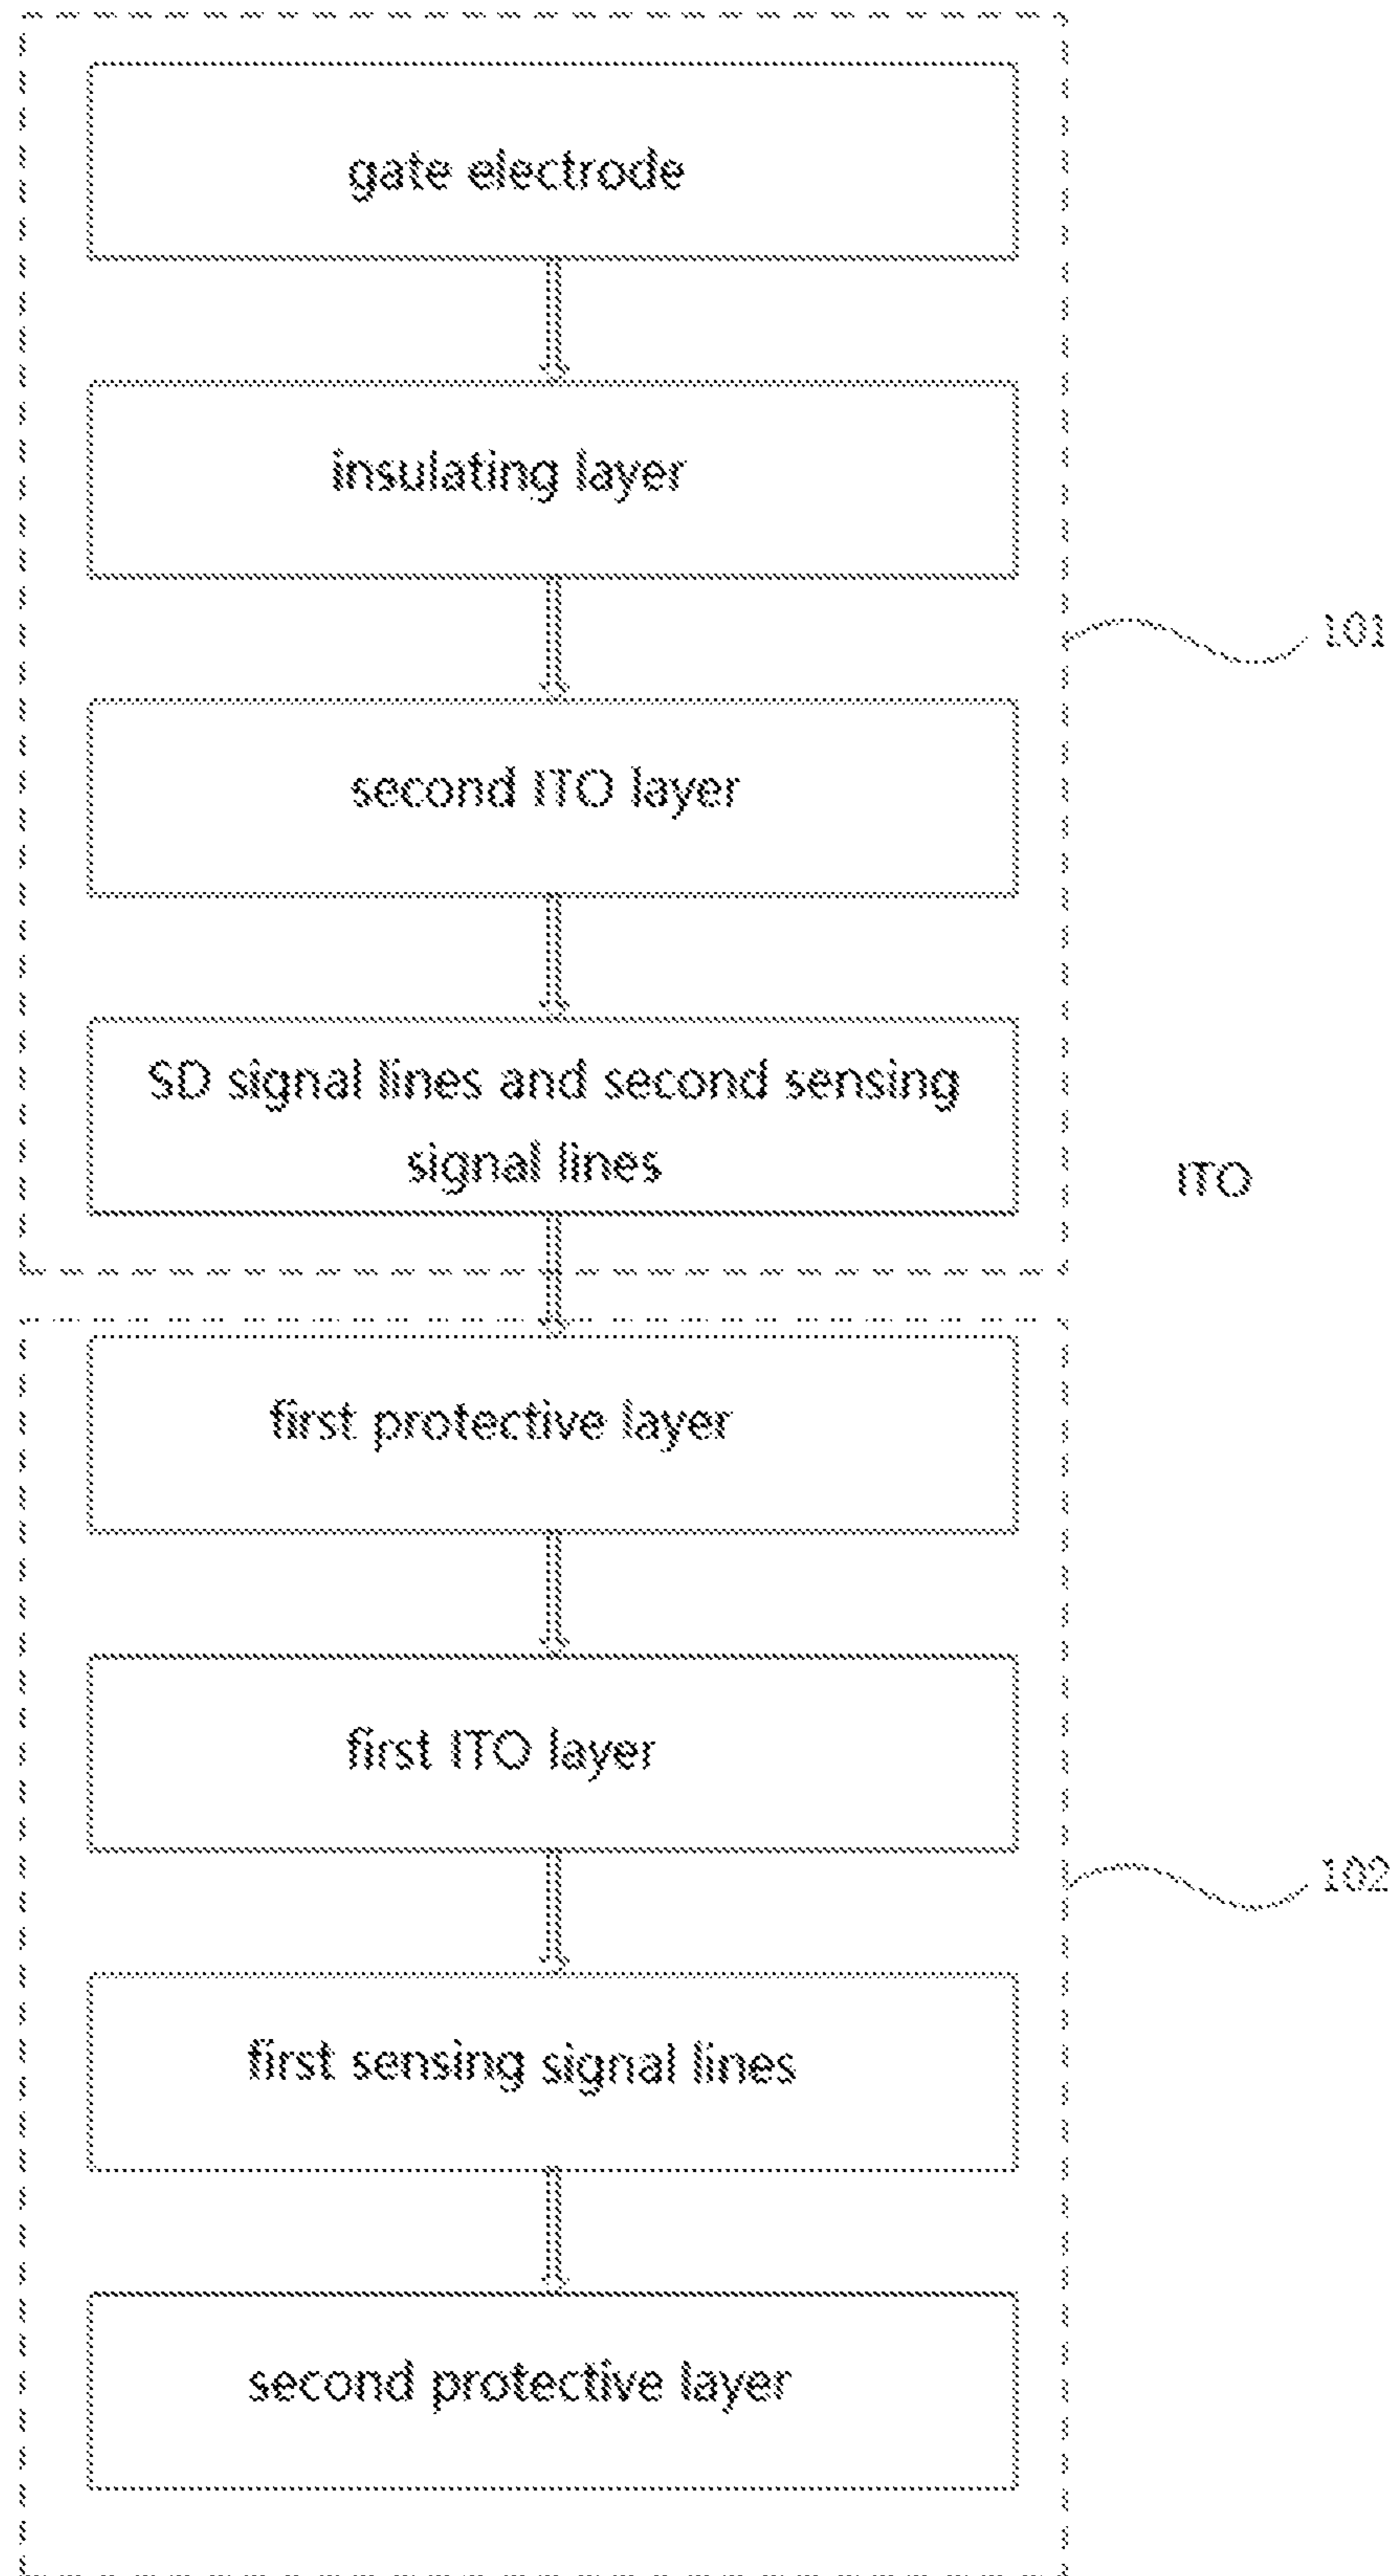 gate electrode
insulating layer
101
second ITO layer
SD signal lines and second sensing
signal lines
ITO
first protective layer
first ITO layer
102
first sensing signal lines
second protective layer